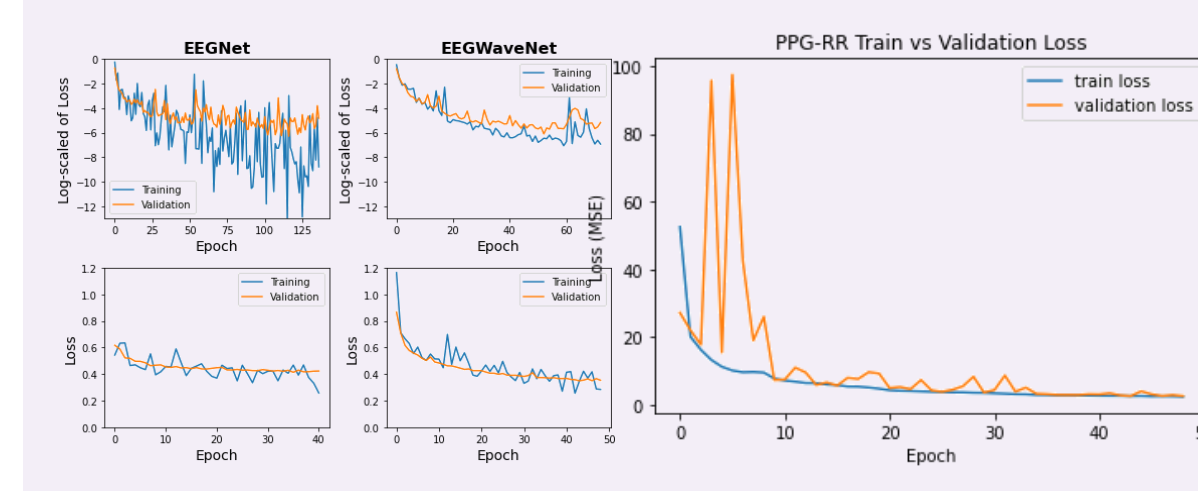 EEGNet
0
−2
−4
−6
−8
−10
−12
Log-scaled of Loss
Training
Validation
0 25 50 75 100 125
Epoch
EEGWaveNet
0
−2
−4
−6
−8
−10
−12
Log-scaled of Loss
Training
Validation
0 20 40 60
Epoch
1.2
1.0
0.8
0.6
0.4
0.2
0.0
Loss
Training
Validation
0 10 20 30 40
Epoch
1.2
1.0
0.8
0.6
0.4
0.2
0.0
Loss
Training
Validation
0 10 20 30 40 50
Epoch
PPG-RR Train vs Validation Loss
100
80
60
40
20
0
Loss (MSE)
train loss
validation loss
0 10 20 30 40
Epoch